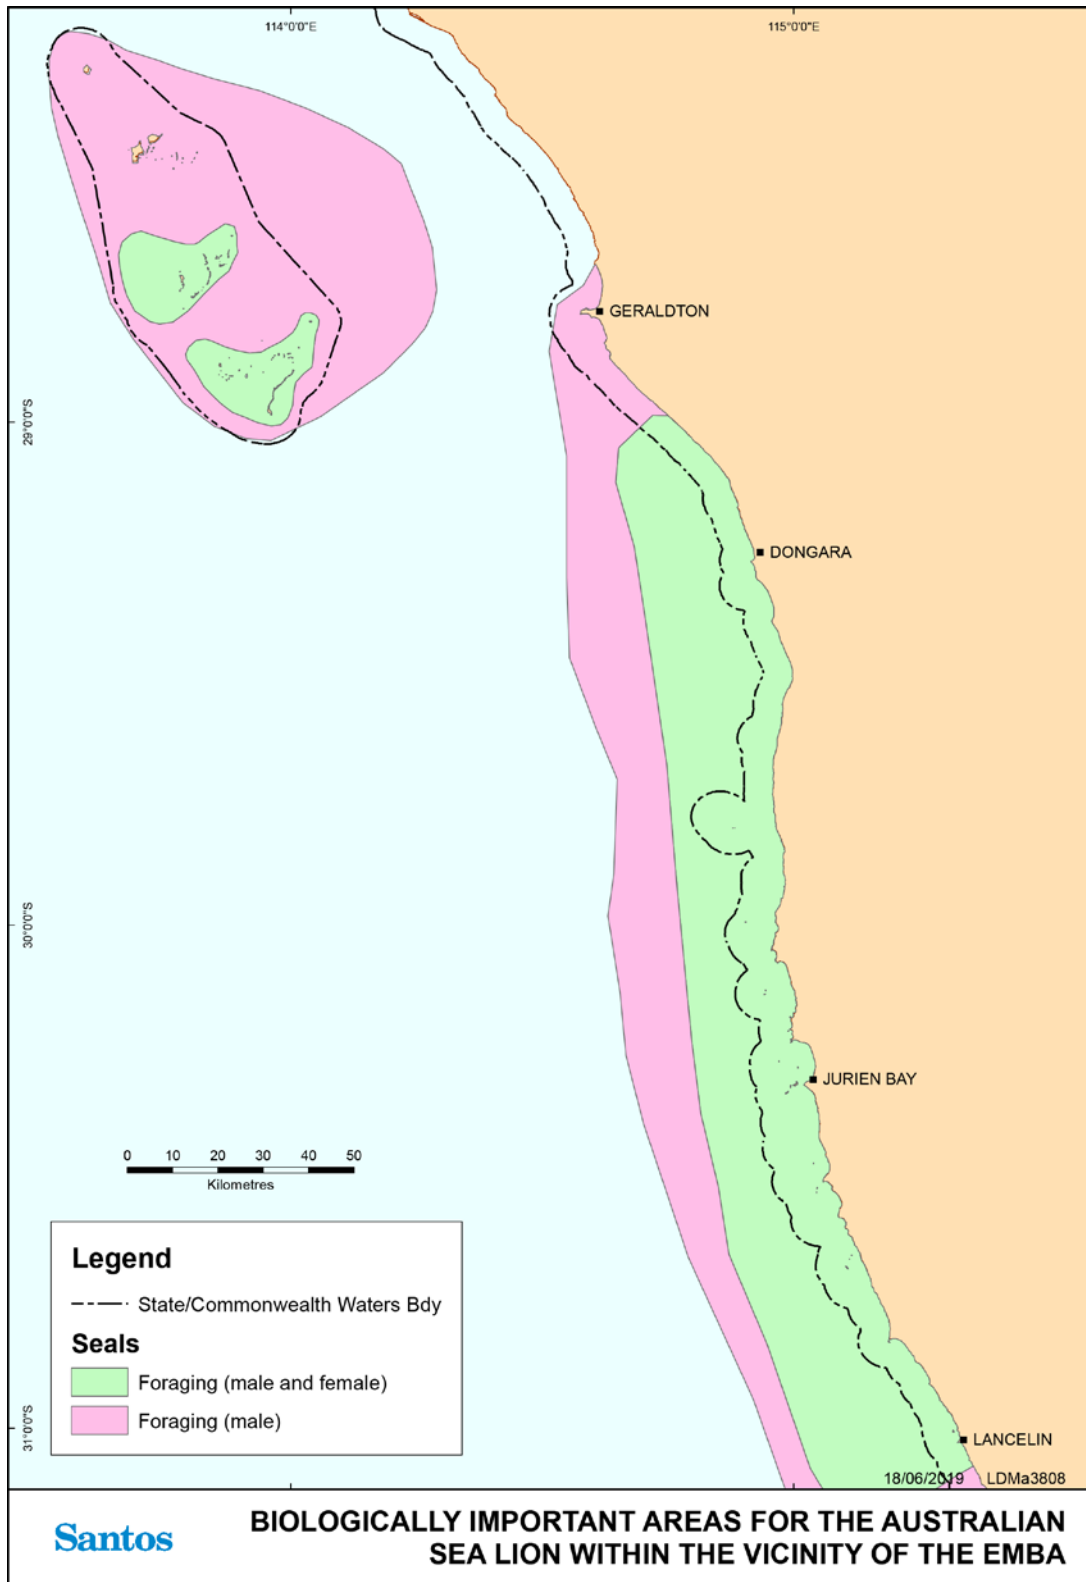 114°0'0"E
115°0'0"E
GERALDTON
29°0'0"S
DONGARA
30°0'0"S
JURIEN BAY
0 10 20 30 40 50
Kilometres
Legend
State/Commonwealth Waters Bdy
Seals
Foraging (male and female)
Foraging (male)
31°0'0"S
LANCELIN
18/06/2019 LDMa3808
Santos
BIOLOGICALLY IMPORTANT AREAS FOR THE AUSTRALIAN
SEA LION WITHIN THE VICINITY OF THE EMBA